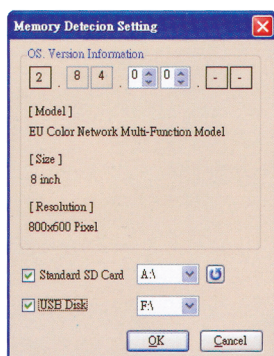 Memory Detecion Setting
OS. Version Information
2 . 8 4 . 0 0 . - -
[ Model ]
EU Color Network Multi-Function Model
[ Size ]
8 inch
[ Resolution ]
800x600 Pixel
Standard SD Card A:\
USB Disk F:\
OK Cancel